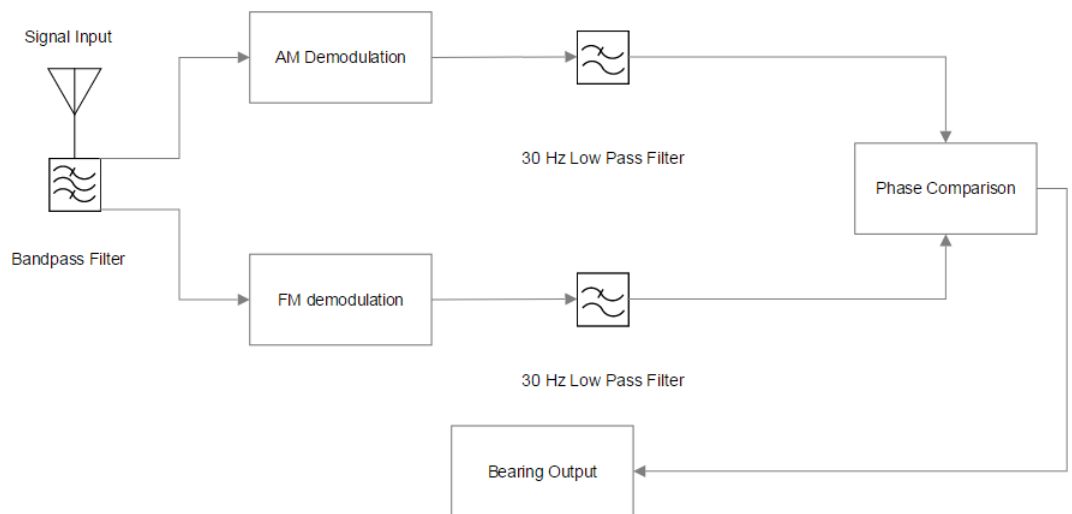 Signal Input
AM Demodulation
30 Hz Low Pass Filter
Phase Comparison
Bandpass Filter
FM demodulation
30 Hz Low Pass Filter
Bearing Output